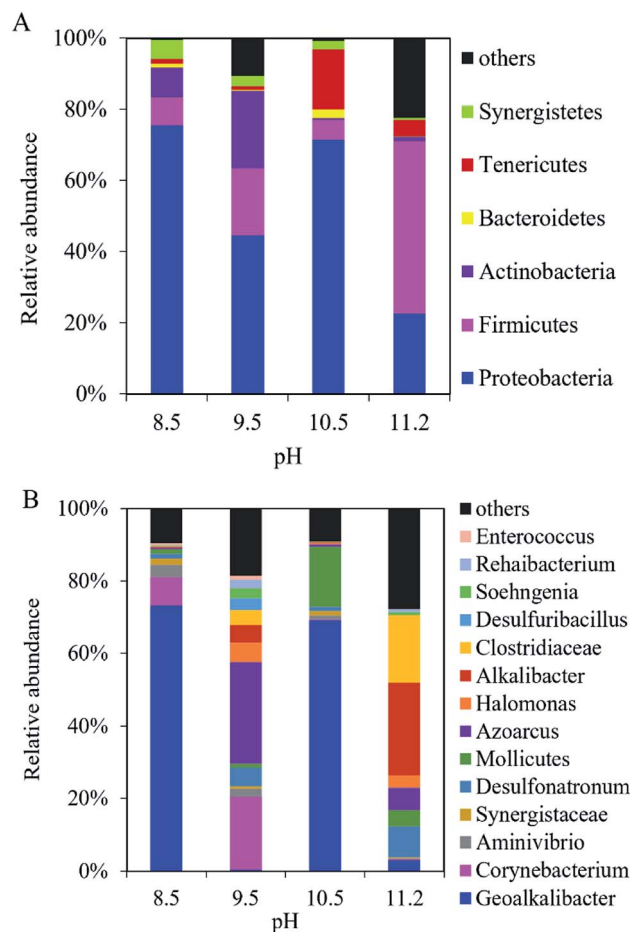 A
100%
80%
60%
40%
20%
0%
Relative abundance
8.5 9.5 10.5 11.2
pH
others
Synergistetes
Tenericutes
Bacteroidetes
Actinobacteria
Firmicutes
Proteobacteria
B
100%
80%
60%
40%
20%
0%
Relative abundance
8.5 9.5 10.5 11.2
pH
others
Enterococcus
Rehaibacterium
Soehngenia
Desulfuribacillus
Clostridiaceae
Alkalibacter
Halomonas
Azoarcus
Mollicutes
Desulfonatronum
Synergistaceae
Aminivibrio
Corynebacterium
Geoalkalibacter